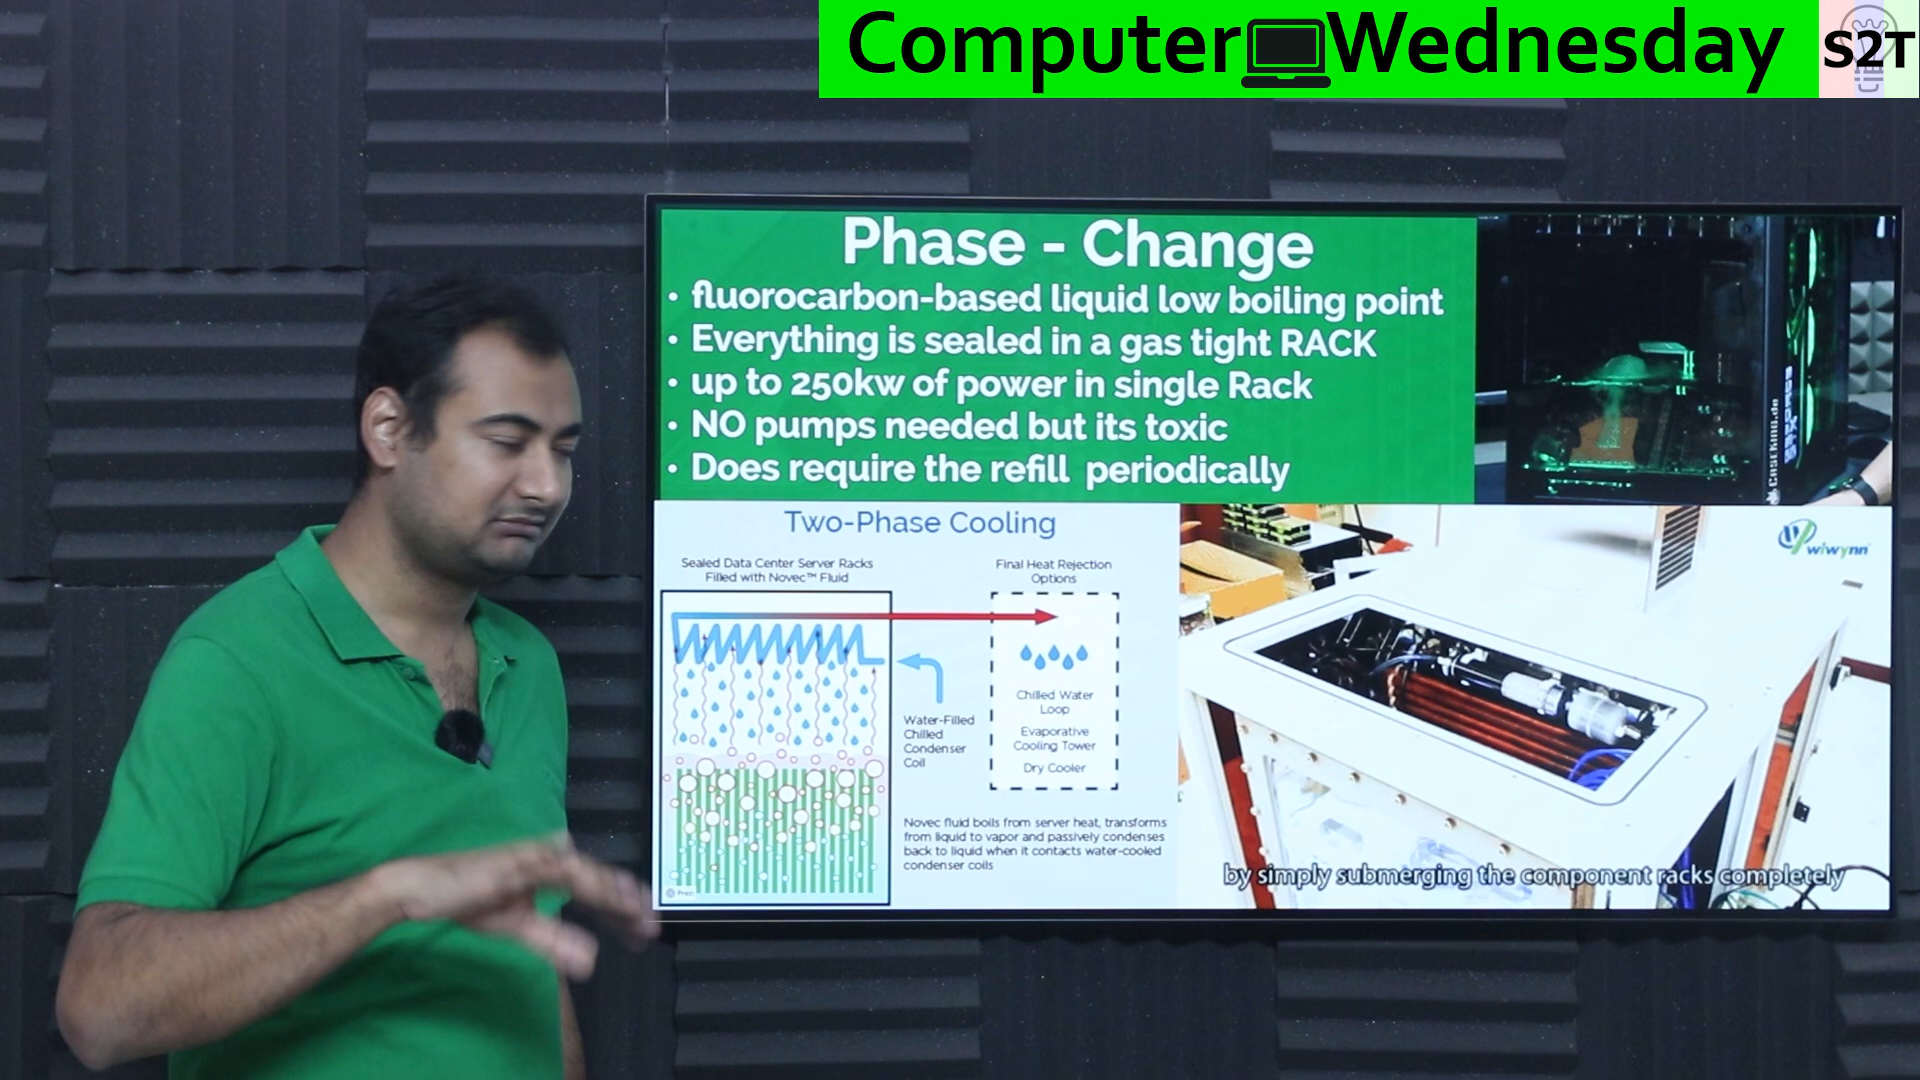 Computer Wednesday
S2T
Phase - Change
• fluorocarbon-based liquid low boiling point
• Everything is sealed in a gas tight RACK
• up to 250kw of power in single Rack
• NO pumps needed but its toxic
• Does require the refill periodically
Two-Phase Cooling
Sealed Data Center Server Racks
Filled with Novec™ Fluid
Final Heat Rejection
Options
Chilled Water
Loop
Evaporative
Cooling Tower
Dry Cooler
Water-Filled
Chilled
Condenser
Coil
Novec fluid boils from server heat, transforms
from liquid to vapor and passively condenses
back to liquid when it contacts water-cooled
condenser coils
Caseking.de
wiwynn
by simply submerging the component racks completely